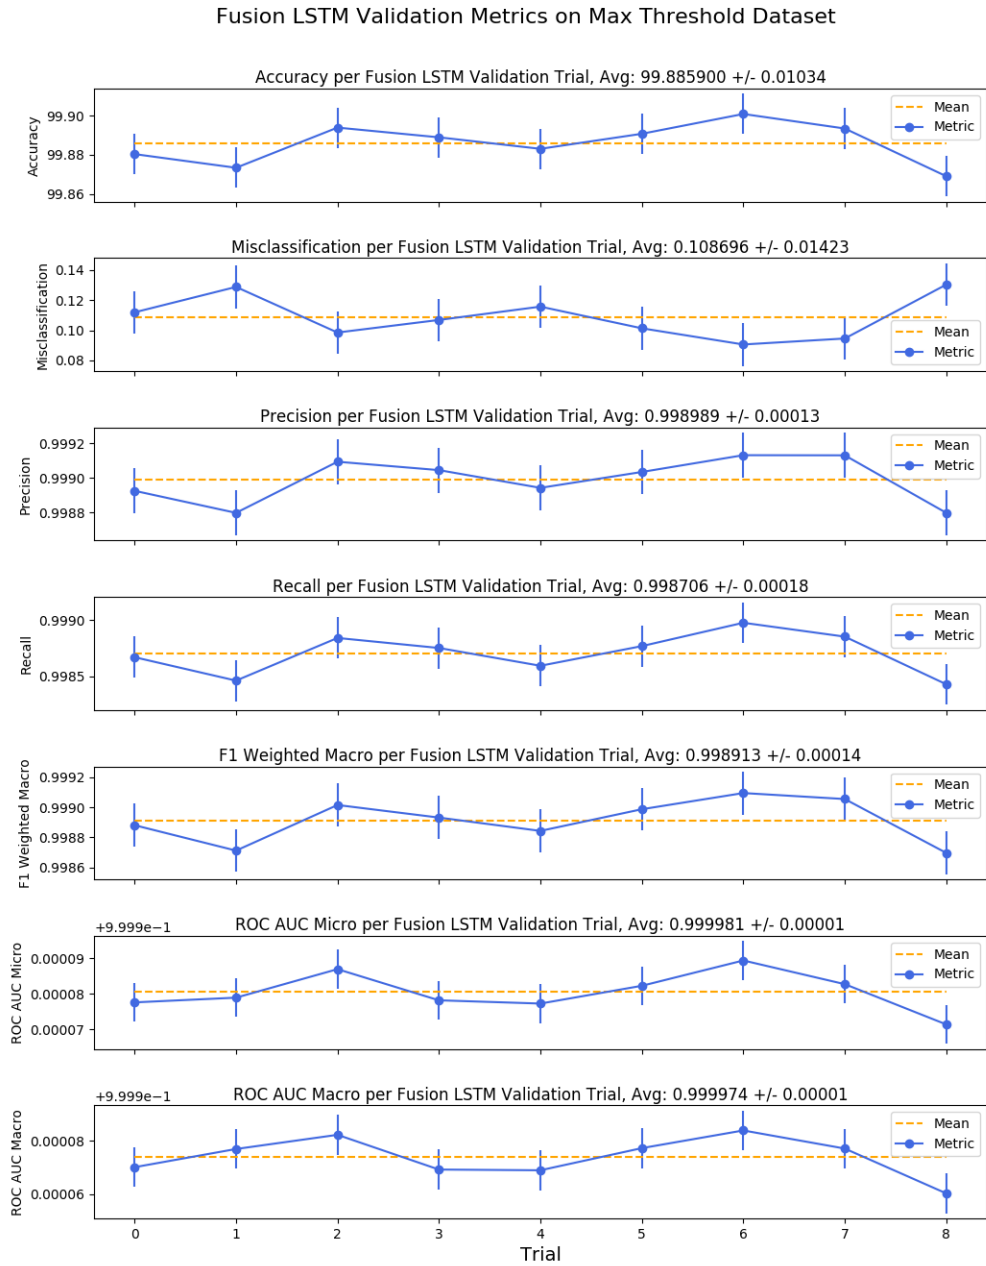 Fusion LSTM Validation Metrics on Max Threshold Dataset
Accuracy per Fusion LSTM Validation Trial, Avg: 99.885900 +/- 0.01034
Accuracy
99.90
99.88
99.86
Mean
Metric
Misclassification per Fusion LSTM Validation Trial, Avg: 0.108696 +/- 0.01423
Misclassification
0.14
0.12
0.10
0.08
Mean
Metric
Precision per Fusion LSTM Validation Trial, Avg: 0.998989 +/- 0.00013
Precision
0.9992
0.9990
0.9988
Mean
Metric
Recall per Fusion LSTM Validation Trial, Avg: 0.998706 +/- 0.00018
Recall
0.9990
0.9985
Mean
Metric
F1 Weighted Macro per Fusion LSTM Validation Trial, Avg: 0.998913 +/- 0.00014
F1 Weighted Macro
0.9992
0.9990
0.9988
0.9986
Mean
Metric
+9.999e−1
ROC AUC Micro per Fusion LSTM Validation Trial, Avg: 0.999981 +/- 0.00001
ROC AUC Micro
0.00009
0.00008
0.00007
Mean
Metric
+9.999e−1
ROC AUC Macro per Fusion LSTM Validation Trial, Avg: 0.999974 +/- 0.00001
ROC AUC Macro
0.00008
0.00006
Mean
Metric
0 1 2 3 4 5 6 7 8
Trial